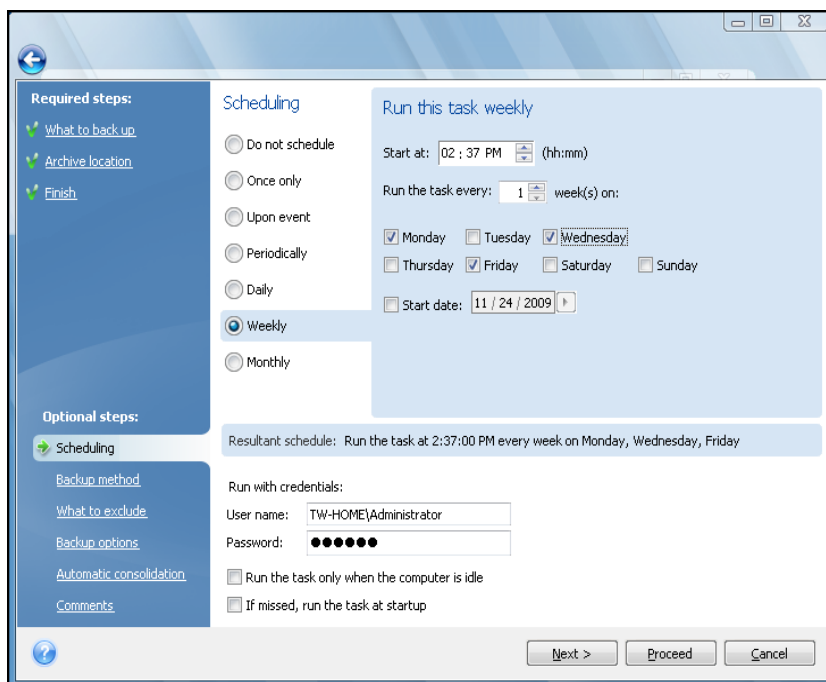 Required steps:
What to back up
Archive location
Finish
Optional steps:
Scheduling
Backup method
What to exclude
Backup options
Automatic consolidation
Comments
Scheduling
Do not schedule
Once only
Upon event
Periodically
Daily
Weekly
Monthly
Run this task weekly
Start at: 02 : 37 PM (hh:mm)
Run the task every: 1 week(s) on:
Monday Tuesday Wednesday
Thursday Friday Saturday Sunday
Start date: 11 / 24 / 2009
Resultant schedule: Run the task at 2:37:00 PM every week on Monday, Wednesday, Friday
Run with credentials:
User name: TW-HOME\Administrator
Password: ●●●●●●
Run the task only when the computer is idle
If missed, run the task at startup
Next > Proceed Cancel